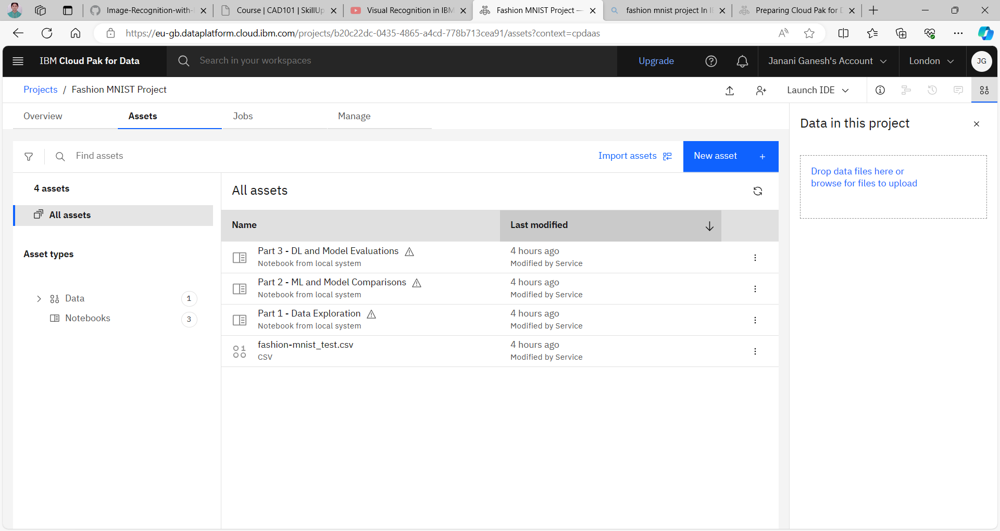 Image-Recognition-with-
Course | CAD101 | SkillUp
Visual Recognition in IBM
Fashion MNIST Project —
fashion mnist project In I
Preparing Cloud Pak for D
https://eu-gb.dataplatform.cloud.ibm.com/projects/b20c22dc-0435-4865-a4cd-778b713cea91/assets?context=cpdaas
IBM Cloud Pak for Data
Search in your workspaces
Upgrade
Janani Ganesh's Account
London
JG
Projects / Fashion MNIST Project
Launch IDE
Overview
Assets
Jobs
Manage
Data in this project
Drop data files here or
browse for files to upload
Find assets
Import assets
New asset +
4 assets
All assets
Asset types
Data 1
Notebooks 3
All assets
Name
Last modified
Part 3 - DL and Model Evaluations
Notebook from local system
4 hours ago
Modified by Service
Part 2 - ML and Model Comparisons
Notebook from local system
4 hours ago
Modified by Service
Part 1 - Data Exploration
Notebook from local system
4 hours ago
Modified by Service
fashion-mnist_test.csv
CSV
4 hours ago
Modified by Service